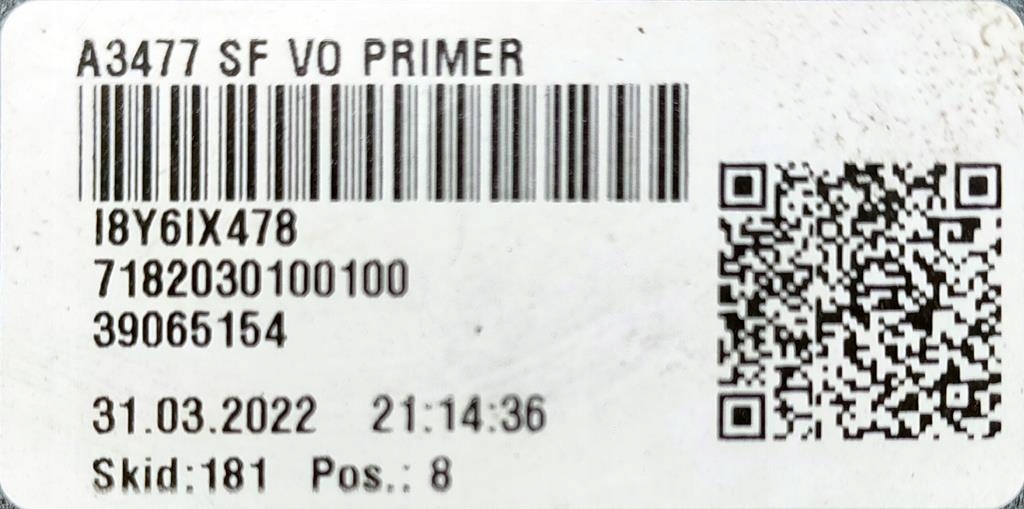 A3477 SF VO PRIMER
I8Y6IX478
7182030100100
39065154
31.03.2022 21:14:36
Skid:181 Pos.: 8